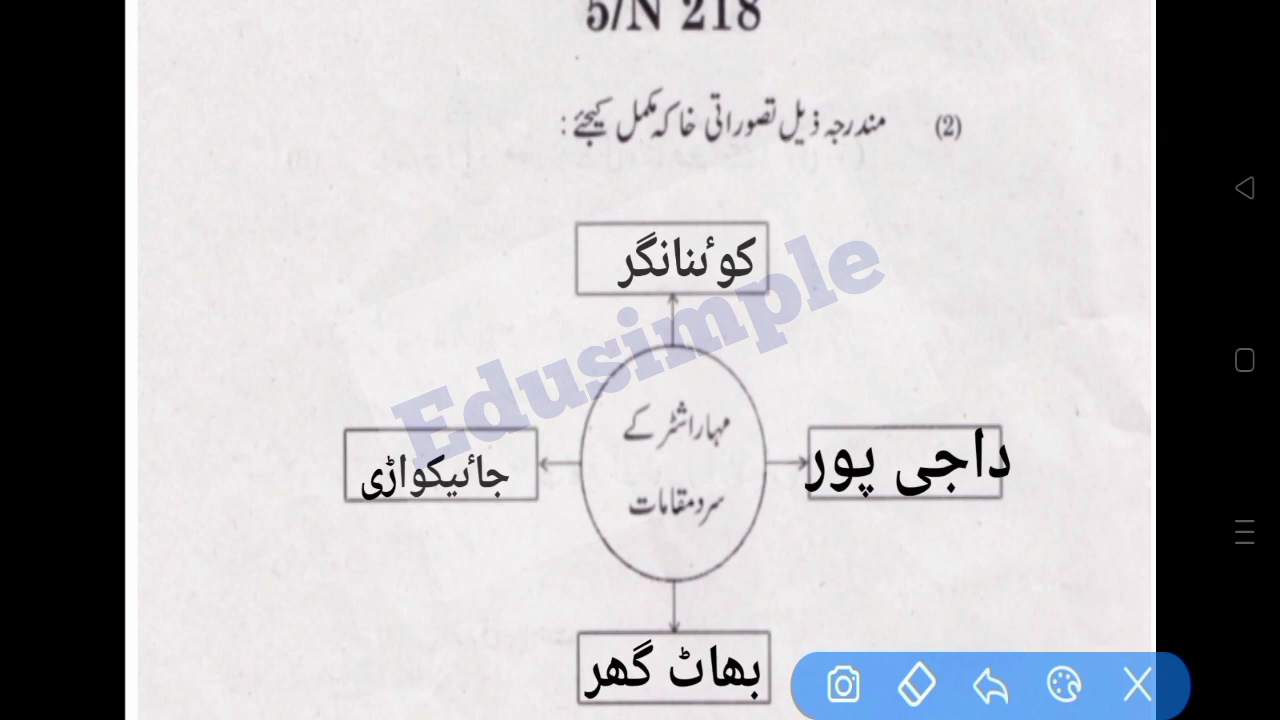 5/N 218
(2) مندرجہ ذیل تصوراتی خاکہ مکمل کیجئے :
کوئنانگر
Edusimple
مہاراشٹر کے
سرد مقامات
داجی پور
جائیکواڑی
بھاٹ گھر